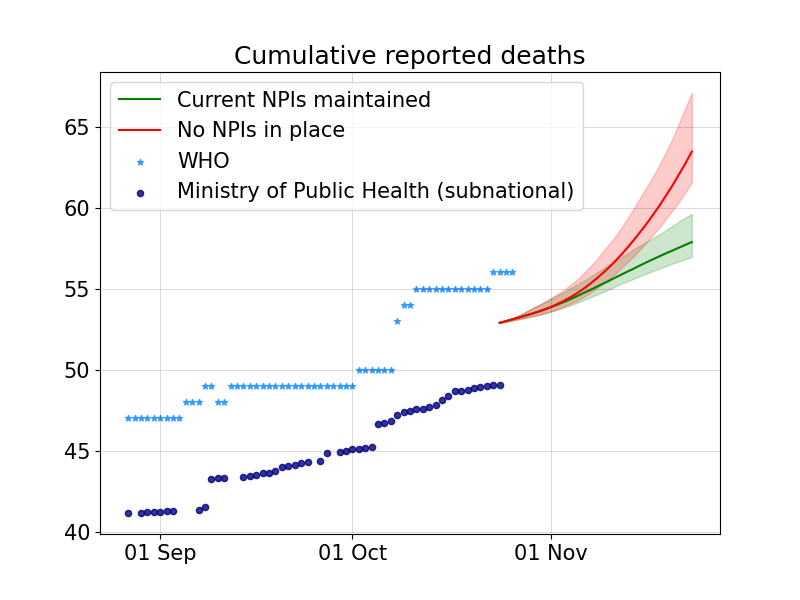 Cumulative reported deaths
Current NPIs maintained
No NPIs in place
WHO
Ministry of Public Health (subnational)
65
60
55
50
45
40
01 Sep
01 Oct
01 Nov